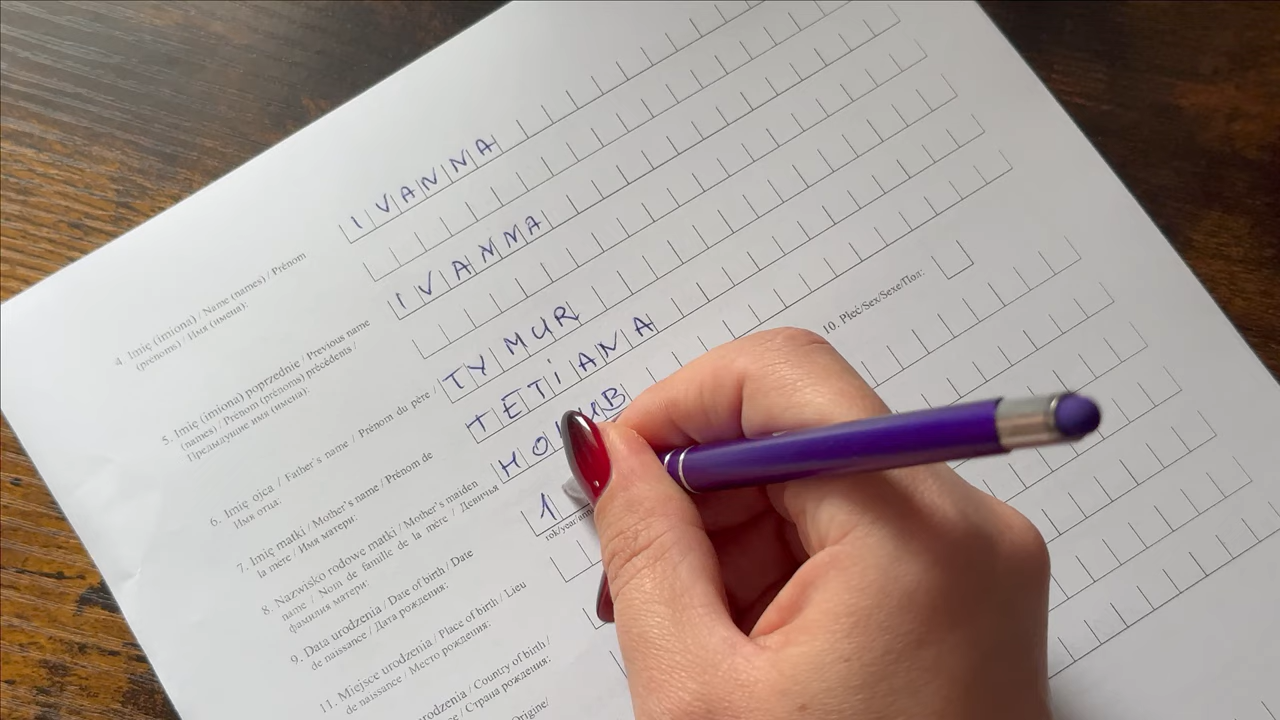 4. Imię (imiona) / Name (names) / Prénom
(prénoms) / Имя (имена):
IVANNA
5. Imię (imiona) poprzednie / Previous name
(names) / Prénom (prénoms) précédents /
Предыдущие имя (имена):
IVANNA
6. Imię ojca / Father's name / Prénom du père /
Имя отца:
TYMUR
7. Imię matki / Mother's name / Prénom de
la mère / Имя матери:
TETIANA
8. Nazwisko rodowe matki / Mother's maiden
name / Nom de famille de la mère / Девичья
фамилия матери:
9. Data urodzenia / Date of birth / Date
de naissance / Дата рождения:
1
rok/year/
10. Płeć/Sex/Sexe/Пол:
11. Miejsce urodzenia / Place of birth / Lieu
de naissance / Место рождения:
urodzenia / Country of birth /
naissance / Страна рождения:
Origine/